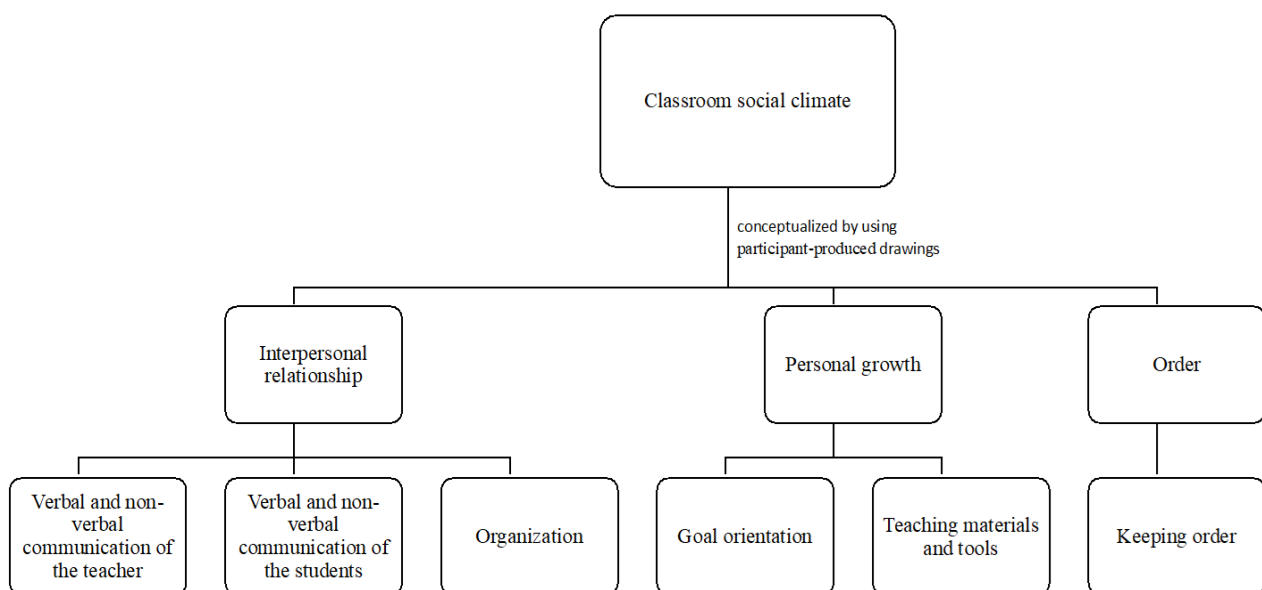 Classroom social climate
conceptualized by using
participant-produced drawings
Interpersonal
relationship
Personal growth
Order
Verbal and non-
verbal
communication of
the teacher
Verbal and non-
verbal
communication of
the students
Organization
Goal orientation
Teaching materials
and tools
Keeping order